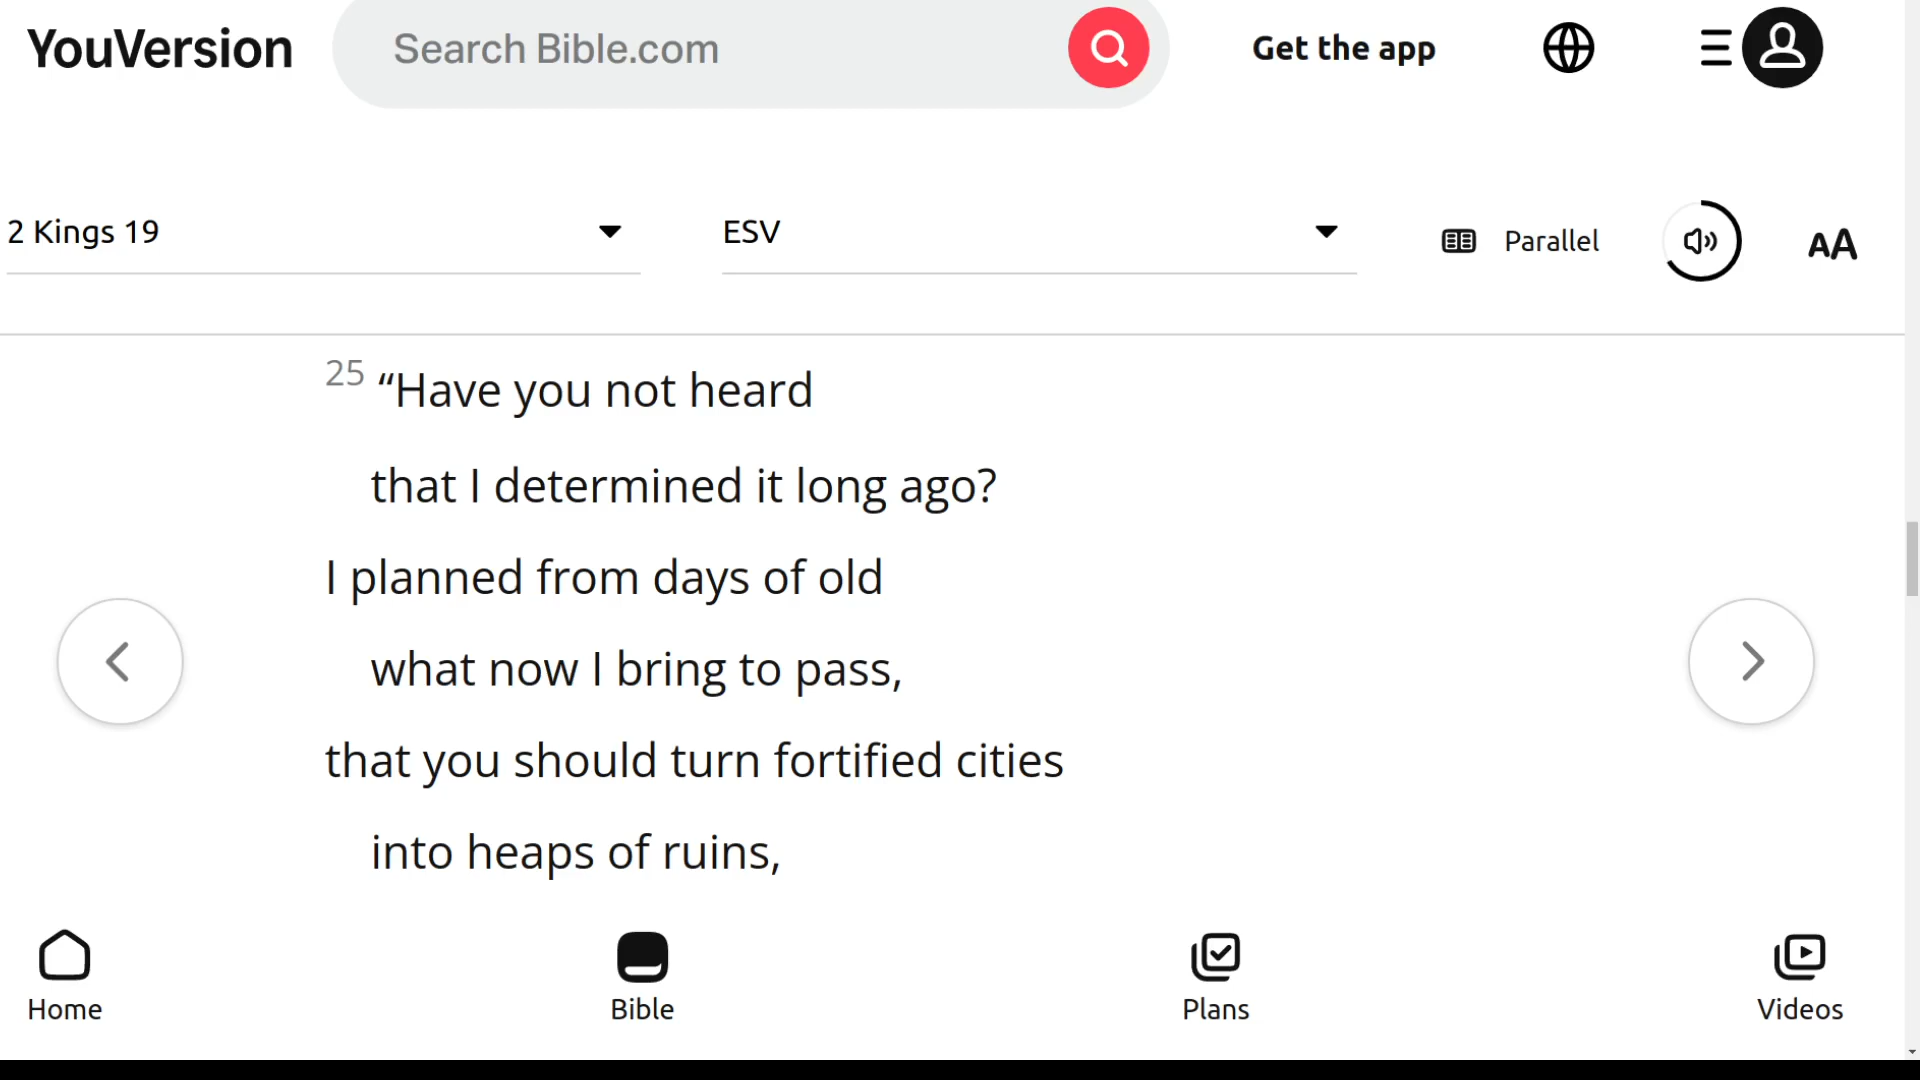 YouVersion
Search Bible.com
Get the app
2 Kings 19
ESV
Parallel
AA
25 “Have you not heard
that I determined it long ago?
I planned from days of old
what now I bring to pass,
that you should turn fortified cities
into heaps of ruins,
Home
Bible
Plans
Videos